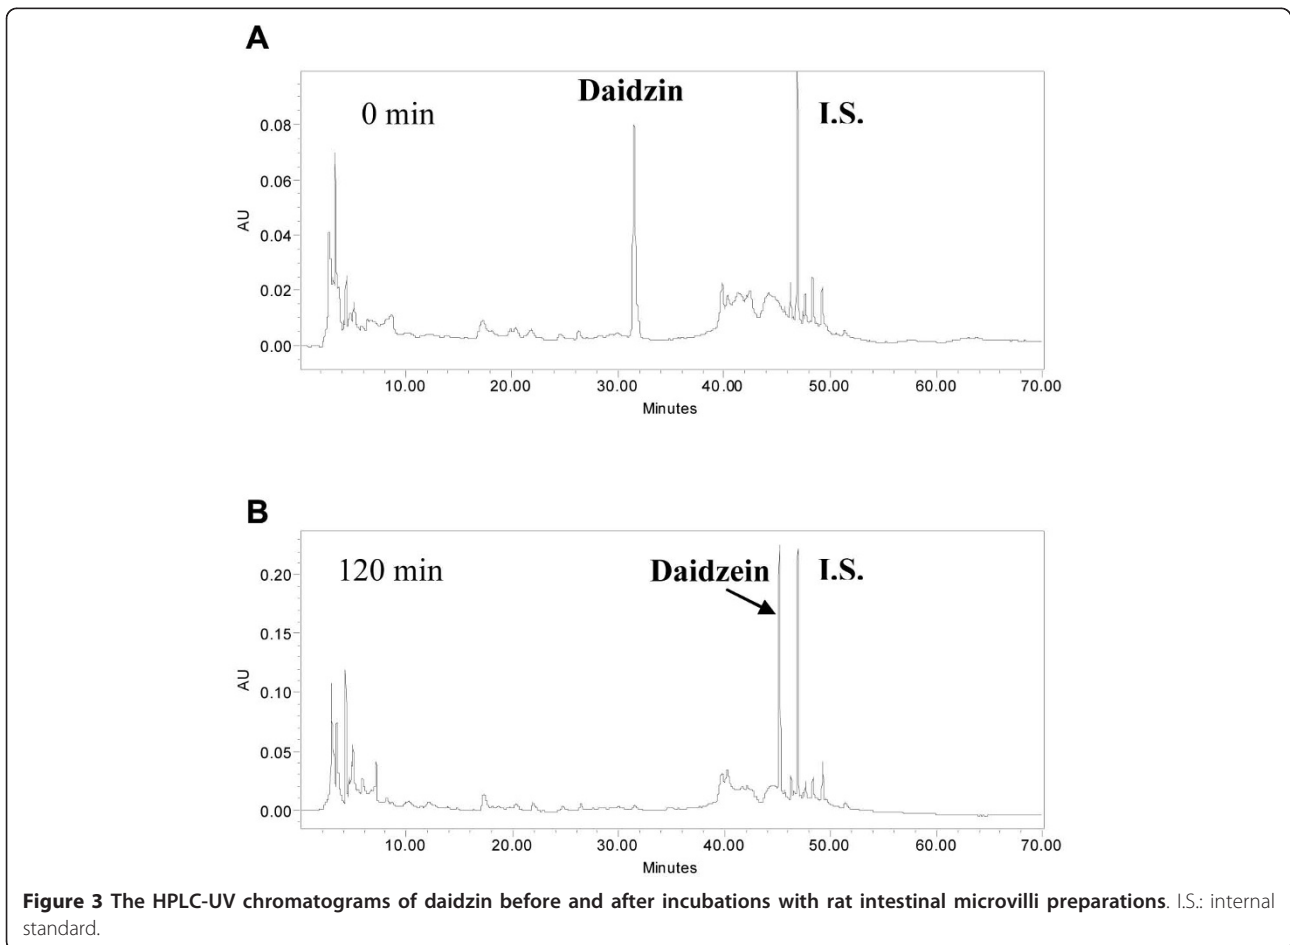 A
0 min
Daidzin
I.S.
AU
0.08
0.06
0.04
0.02
0.00
10.00 20.00 30.00 40.00 50.00 60.00 70.00
Minutes
B
120 min
Daidzein
I.S.
AU
0.20
0.15
0.10
0.05
0.00
10.00 20.00 30.00 40.00 50.00 60.00 70.00
Minutes
Figure 3 The HPLC-UV chromatograms of daidzin before and after incubations with rat intestinal microvilli preparations. I.S.: internal
standard.